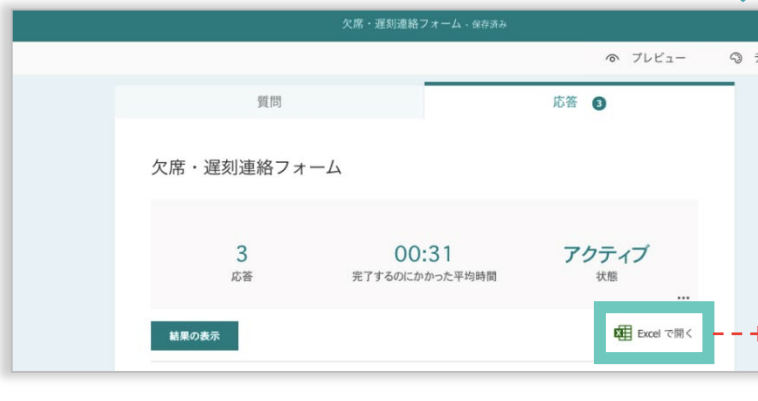 欠席・遅刻連絡フォーム - 保存済み
プレビュー
質問
応答 3
欠席・遅刻連絡フォーム
3
応答
00:31
完了するのにかかった平均時間
アクティブ
状態
...
結果の表示
Excel で開く